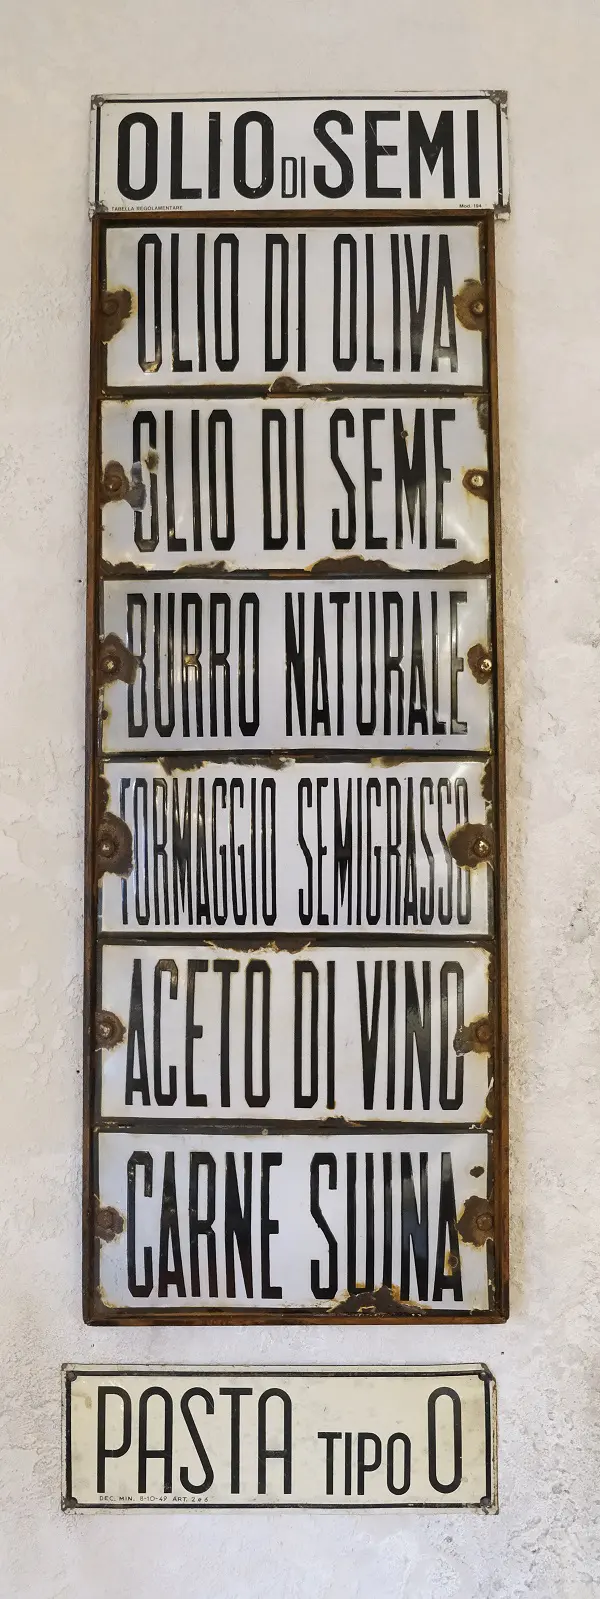 OLIO DI SEMI
TABELLA REGOLAMENTARE Mod. 194
OLIO DI OLIVA
OLIO DI SEME
BURRO NATURALE
FORMAGGIO SEMIGRASSO
ACETO DI VINO
CARNE SUINA
PASTA TIPO 0
DEC. MIN. 8-10-49 ART. 2 e 6